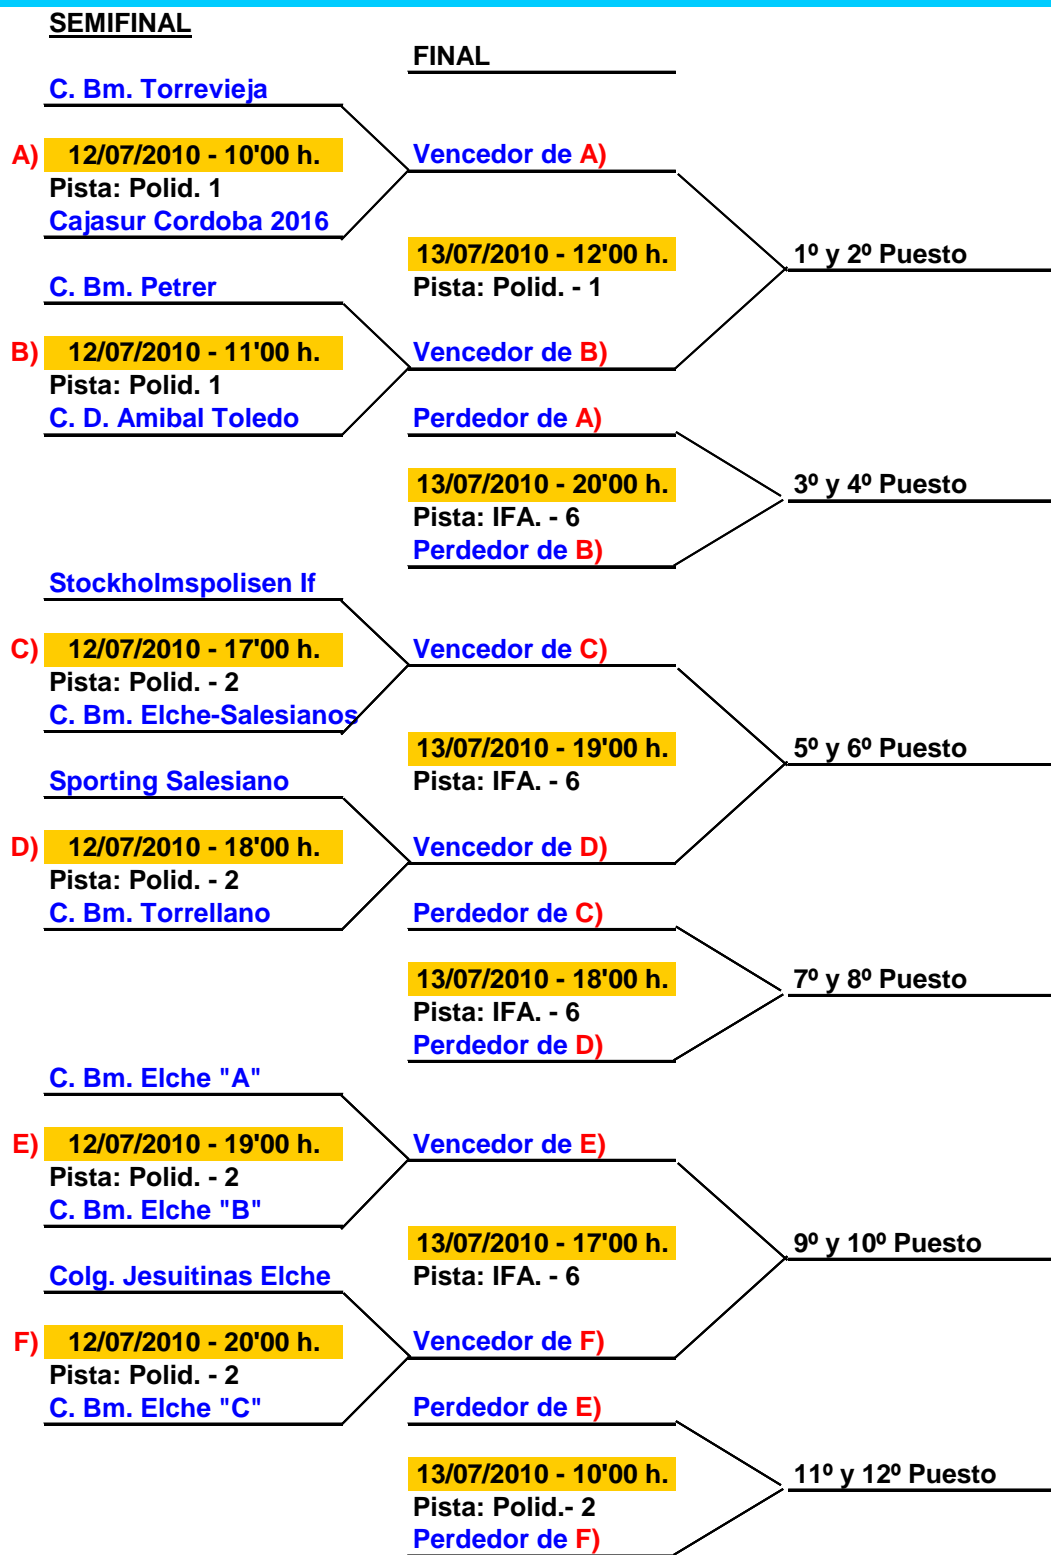 SEMIFINAL
FINAL
C. Bm. Torrevieja
A) 12/07/2010 - 10'00 h. Vencedor de A)
Pista: Polid. 1
Cajasur Cordoba 2016
13/07/2010 - 12'00 h. 1º y 2º Puesto
C. Bm. Petrer Pista: Polid. - 1
B) 12/07/2010 - 11'00 h. Vencedor de B)
Pista: Polid. 1
C. D. Amibal Toledo Perdedor de A)
13/07/2010 - 20'00 h. 3º y 4º Puesto
Pista: IFA. - 6
Perdedor de B)
Stockholmspolisen If
C) 12/07/2010 - 17'00 h. Vencedor de C)
Pista: Polid. - 2
C. Bm. Elche-Salesianos
13/07/2010 - 19'00 h. 5º y 6º Puesto
Sporting Salesiano Pista: IFA. - 6
D) 12/07/2010 - 18'00 h. Vencedor de D)
Pista: Polid. - 2
C. Bm. Torrellano Perdedor de C)
13/07/2010 - 18'00 h. 7º y 8º Puesto
Pista: IFA. - 6
Perdedor de D)
C. Bm. Elche "A"
E) 12/07/2010 - 19'00 h. Vencedor de E)
Pista: Polid. - 2
C. Bm. Elche "B"
13/07/2010 - 17'00 h. 9º y 10º Puesto
Colg. Jesuitinas Elche Pista: IFA. - 6
F) 12/07/2010 - 20'00 h. Vencedor de F)
Pista: Polid. - 2
C. Bm. Elche "C" Perdedor de E)
13/07/2010 - 10'00 h. 11º y 12º Puesto
Pista: Polid.- 2
Perdedor de F)